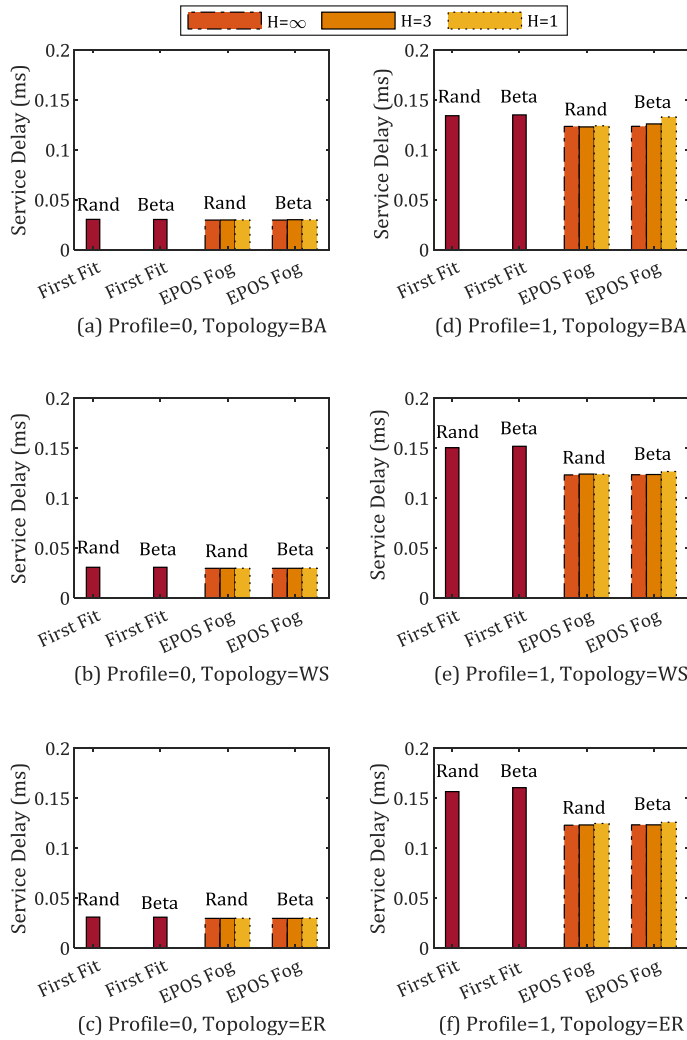 H=∞ H=3 H=1
0.2
0.15
0.1
0.05
0
Service Delay (ms)
Rand Beta Rand Beta
First Fit First Fit EPOS Fog EPOS Fog
(a) Profile=0, Topology=BA
0.2
0.15
0.1
0.05
0
Service Delay (ms)
Rand Beta Rand Beta
First Fit First Fit EPOS Fog EPOS Fog
(d) Profile=1, Topology=BA
0.2
0.15
0.1
0.05
0
Service Delay (ms)
Rand Beta Rand Beta
First Fit First Fit EPOS Fog EPOS Fog
(b) Profile=0, Topology=WS
0.2
0.15
0.1
0.05
0
Service Delay (ms)
Rand Beta Rand Beta
First Fit First Fit EPOS Fog EPOS Fog
(e) Profile=1, Topology=WS
0.2
0.15
0.1
0.05
0
Service Delay (ms)
Rand Beta Rand Beta
First Fit First Fit EPOS Fog EPOS Fog
(c) Profile=0, Topology=ER
0.2
0.15
0.1
0.05
0
Service Delay (ms)
Rand Beta Rand Beta
First Fit First Fit EPOS Fog EPOS Fog
(f) Profile=1, Topology=ER